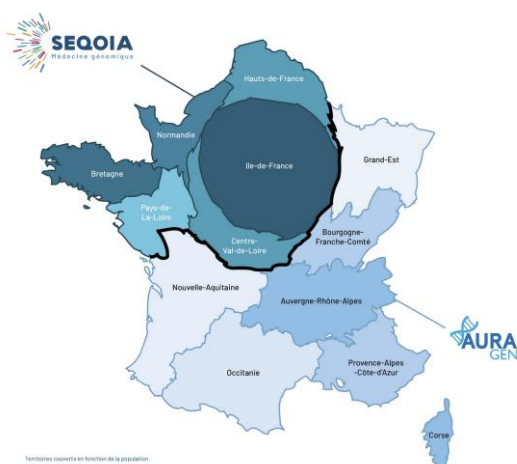 SEQOIA
Médecine génomique
Hauts-de-France
Normandie
Ile-de-France
Grand-Est
Bretagne
Pays-de-
La-Loire
Centre-
Val-de-Loire
Bourgogne-
Franche-Comté
Nouvelle-Aquitaine
Auvergne-Rhône-Alpes
AURA
GEN
Occitanie
Provence-Alpes
-Côte-d'Azur
Corse
Territoires couverts en fonction de la population